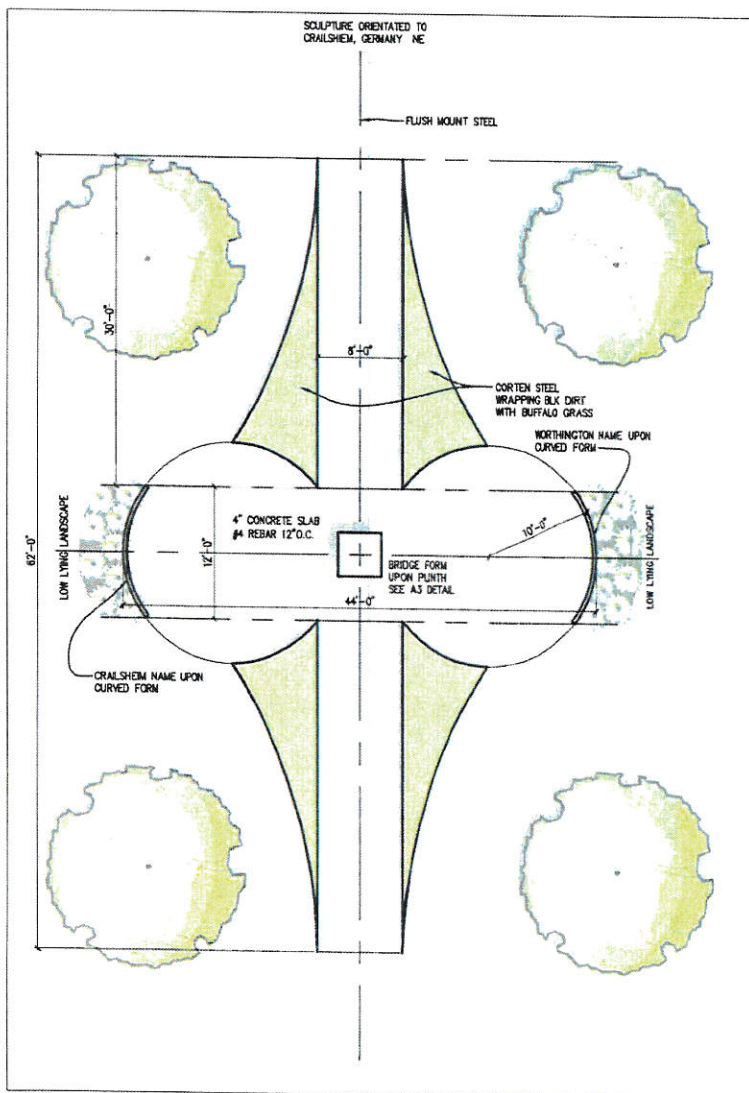 SCULPTURE ORIENTATED TO
CRAILSHIEM, GERMANY NE
FLUSH MOUNT STEEL
30'-0"
8'-0"
CORTEN STEEL
WRAPPING BLK DIRT
WITH BUFFALO GRASS
WORTHINGTON NAME UPON
CURVED FORM
62'-0"
LOW LYING LANDSCAPE
4" CONCRETE SLAB
#4 REBAR 12"O.C.
12'-0"
10'-0"
LOW LYING LANDSCAPE
BRIDGE FORM
UPON PLINTH
SEE A3 DETAIL
44'-0"
CRAILSHEIM NAME UPON
CURVED FORM